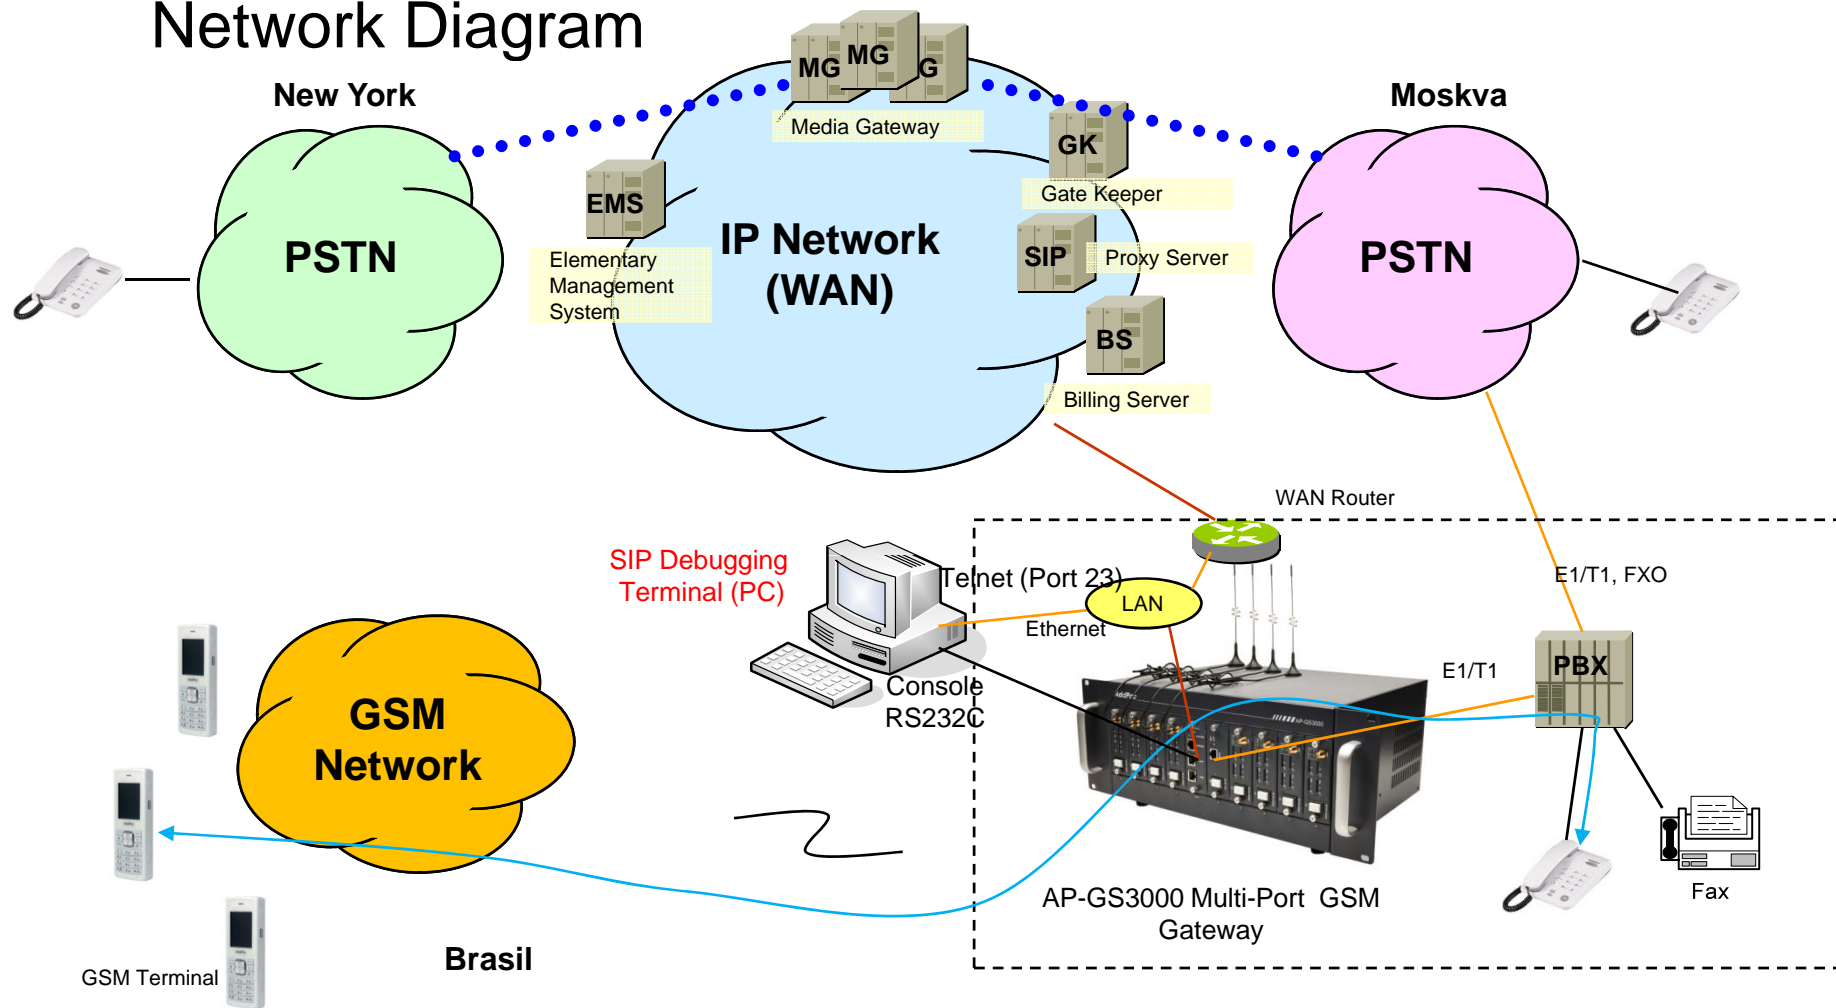 Network Diagram
New York
Moskva
MG
MG
G
Media Gateway
GK
Gate Keeper
EMS
Elementary
Management
System
PSTN
IP Network
(WAN)
SIP
Proxy Server
PSTN
BS
Billing Server
WAN Router
SIP Debugging
Terminal (PC)
Telnet (Port 23)
LAN
Ethernet
E1/T1, FXO
E1/T1
PBX
Console
RS232C
GSM
Network
AP-GS3000
AP-GS3000 Multi-Port GSM
Gateway
Fax
Brasil
GSM Terminal